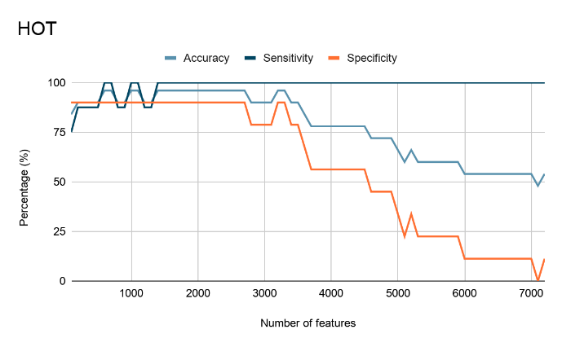 HOT
Accuracy Sensitivity Specificity
Percentage (%)
100
75
50
25
0
1000 2000 3000 4000 5000 6000 7000
Number of features